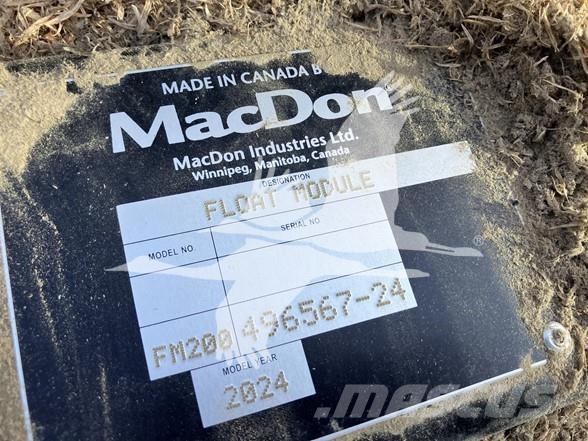 MADE IN CANADA B
MacDon
MacDon Industries Ltd.
Winnipeg, Manitoba, Canada
DESIGNATION
FLOAT MODULE
MODEL NO.
SERIAL NO.
FM200
496567-24
MODEL YEAR
2024
®
Mascus